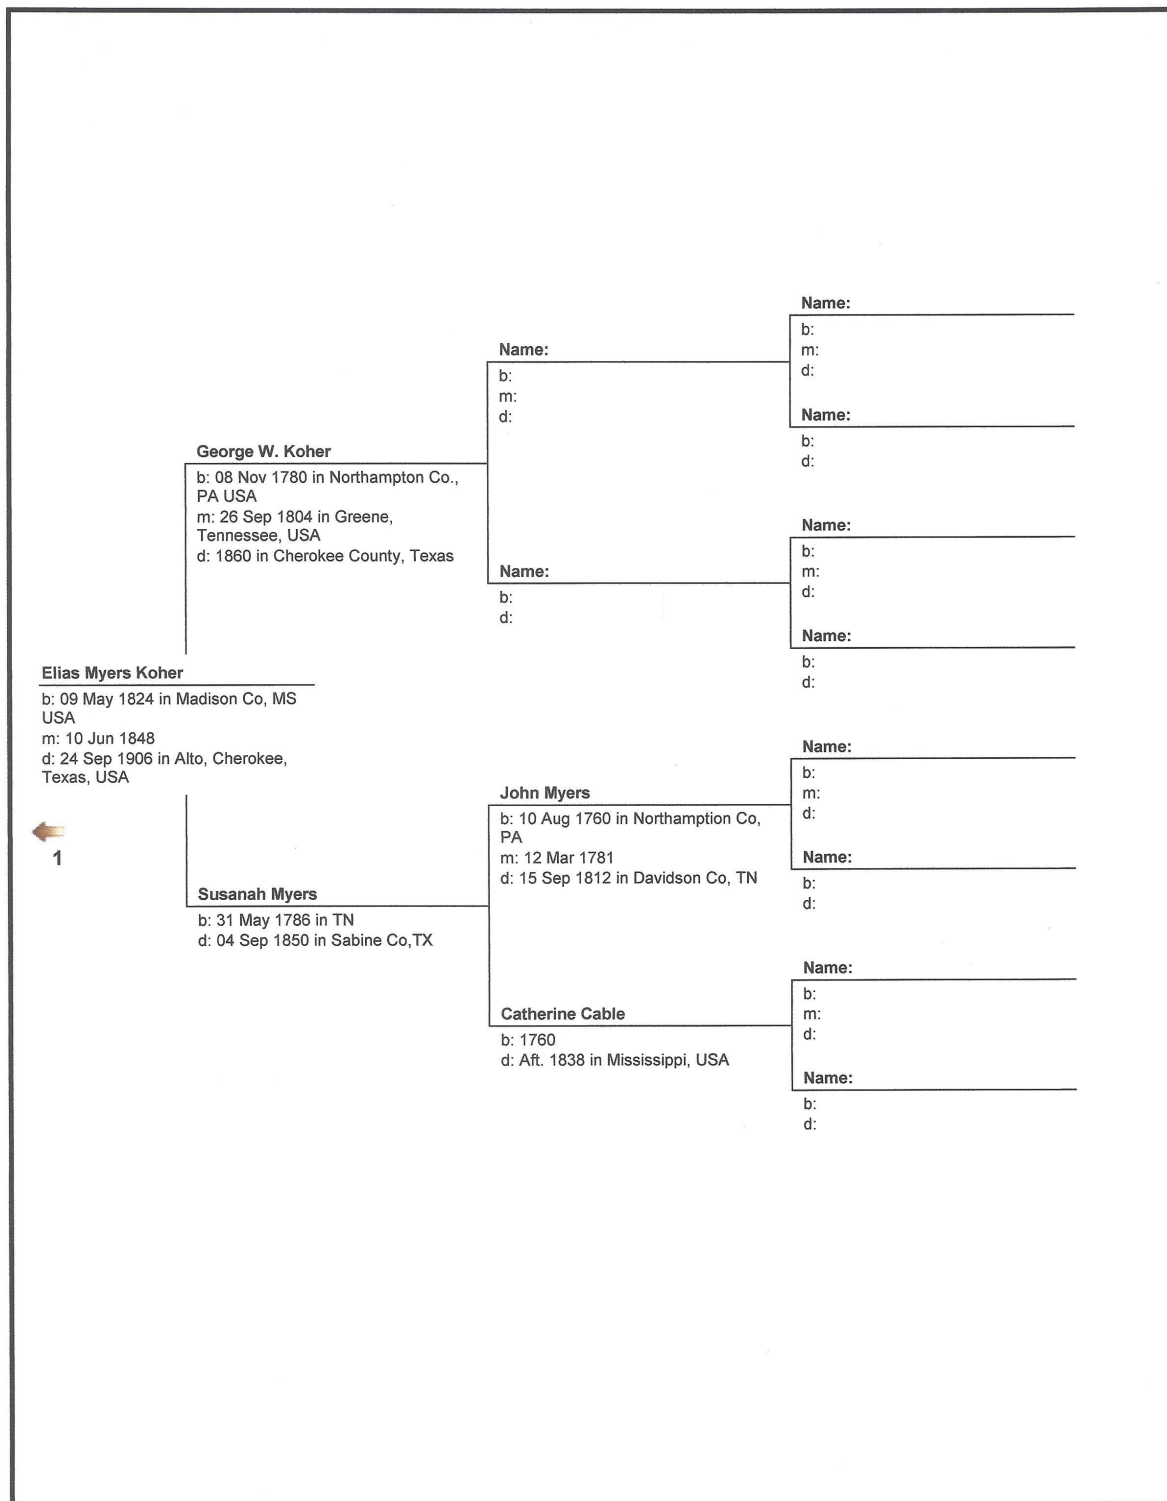 Name:
b:
m:
d:
Name:
b:
m:
d:
Name:
b:
d:
George W. Koher
b: 08 Nov 1780 in Northampton Co.,
PA USA
m: 26 Sep 1804 in Greene,
Tennessee, USA
d: 1860 in Cherokee County, Texas
Name:
b:
m:
d:
Name:
b:
d:
Name:
b:
d:
Elias Myers Koher
b: 09 May 1824 in Madison Co, MS
USA
m: 10 Jun 1848
d: 24 Sep 1906 in Alto, Cherokee,
Texas, USA
1
Name:
b:
m:
d:
John Myers
b: 10 Aug 1760 in Northamption Co,
PA
m: 12 Mar 1781
d: 15 Sep 1812 in Davidson Co, TN
Name:
b:
d:
Susanah Myers
b: 31 May 1786 in TN
d: 04 Sep 1850 in Sabine Co,TX
Name:
b:
m:
d:
Catherine Cable
b: 1760
d: Aft. 1838 in Mississippi, USA
Name:
b:
d: